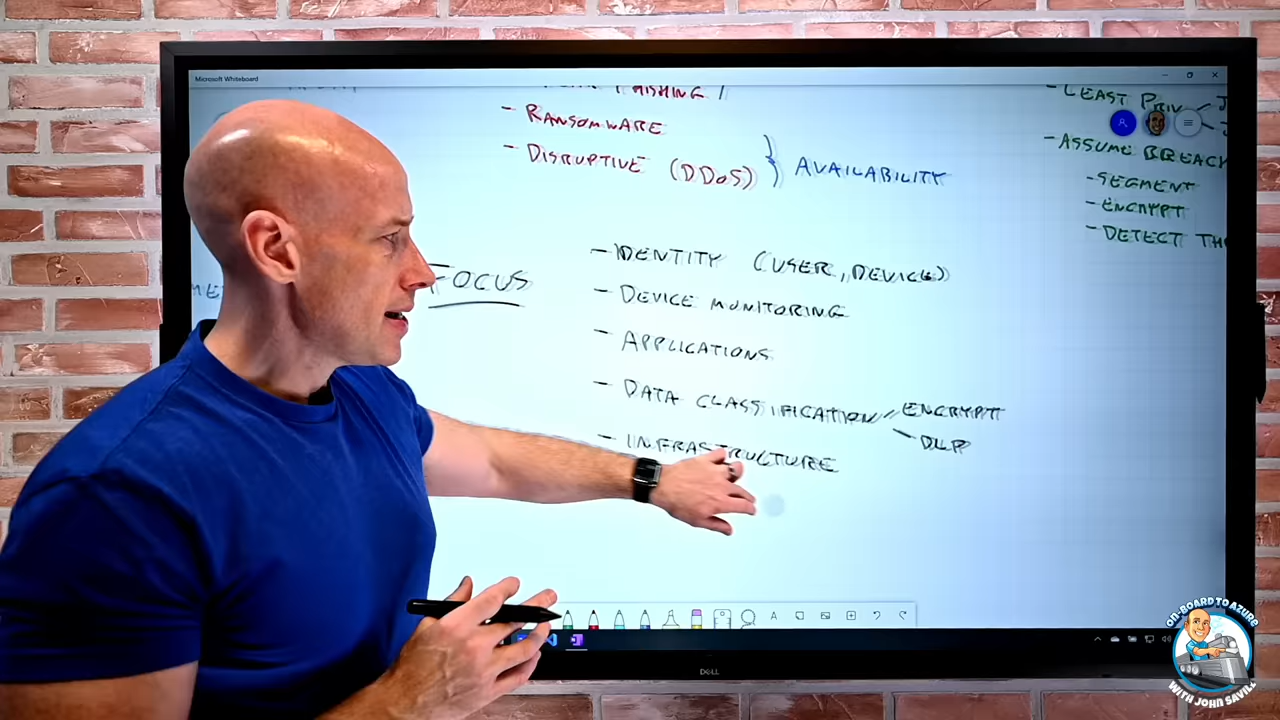 Microsoft Whiteboard
- RANSOMWARE
- DISRUPTIVE (DDoS) } AVAILABILITY
FOCUS
- IDENTITY (USER, DEVICE)
- DEVICE MONITORING
- APPLICATIONS
- DATA CLASSIFICATION
- ENCRYPT
- DLP
- INFRASTRUCTURE
- LEAST PRIV
- ASSUME BREACH
- SEGMENT
- ENCRYPT
- DETECT TH
DELL
ON-BOARD TO AZURE
WITH JOHN SAVILL